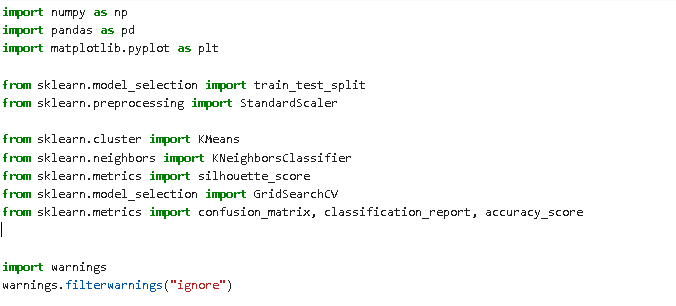 import numpy as np
import pandas as pd
import matplotlib.pyplot as plt
from sklearn.model_selection import train_test_split
from sklearn.preprocessing import StandardScaler
from sklearn.cluster import KMeans
from sklearn.neighbors import KNeighborsClassifier
from sklearn.metrics import silhouette_score
from sklearn.model_selection import GridSearchCV
from sklearn.metrics import confusion_matrix, classification_report, accuracy_score
import warnings
warnings.filterwarnings("ignore")